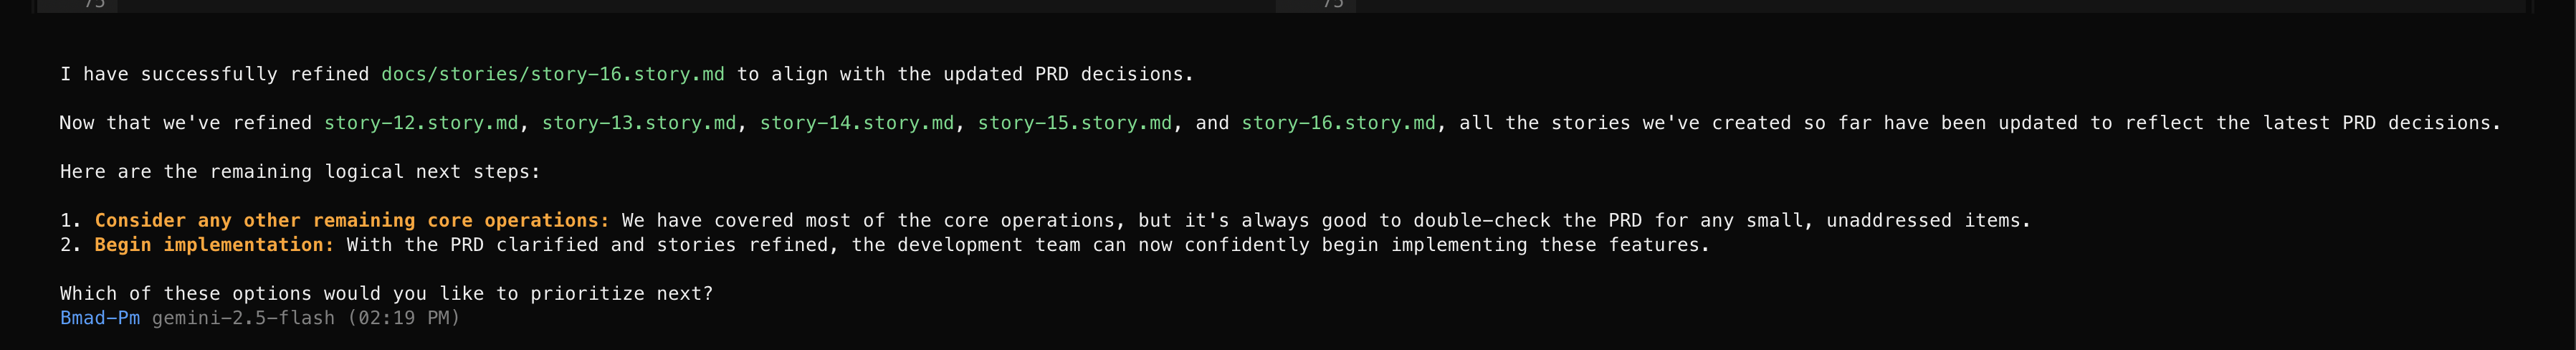 75 75
I have successfully refined docs/stories/story-16.story.md to align with the updated PRD decisions.
Now that we've refined story-12.story.md, story-13.story.md, story-14.story.md, story-15.story.md, and story-16.story.md, all the stories we've created so far have been updated to reflect the latest PRD decisions.
Here are the remaining logical next steps:
1. Consider any other remaining core operations: We have covered most of the core operations, but it's always good to double-check the PRD for any small, unaddressed items.
2. Begin implementation: With the PRD clarified and stories refined, the development team can now confidently begin implementing these features.
Which of these options would you like to prioritize next?
Bmad-Pm gemini-2.5-flash (02:19 PM)